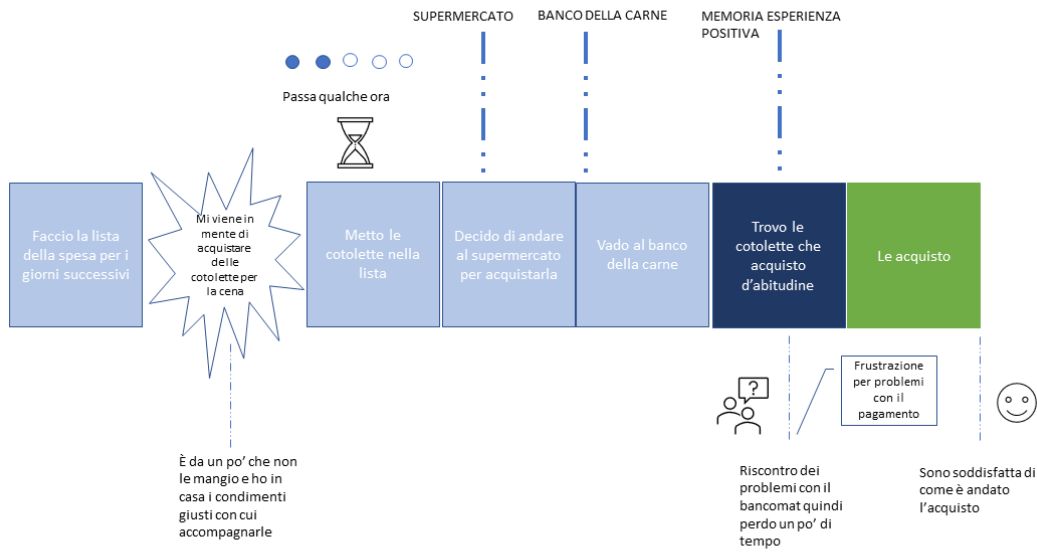 SUPERMERCATO
BANCO DELLA CARNE
MEMORIA ESPERIENZA
POSITIVA
Passa qualche ora
Faccio la lista
della spesa per i
giorni successivi
Mi viene in
mente di
acquistare
delle
cotolette per
la cena
Metto le
cotolette nella
lista
Decido di andare
al supermercato
per acquistarla
Vado al banco
della carne
Trovo le
cotolette che
acquisto
d'abitudine
Le acquisto
?
Frustrazione
per problemi
con il
pagamento
È da un po' che non
le mangio e ho in
casa i condimenti
giusti con cui
accompagnarle
Riscontro dei
problemi con il
bancomat quindi
perdo un po' di
tempo
Sono soddisfatta di
come è andato
l'acquisto